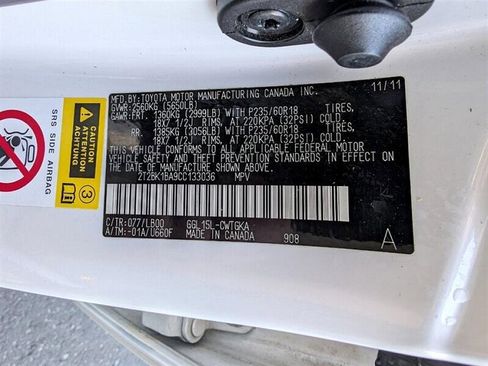 MFD.BY: TOYOTA MOTOR MANUFACTURING CANADA INC. 11/11
GVWR: 2560KG (5650LB)
GAWR: FRT. 1360KG (2999LB) WITH P235/60R18 TIRES,
18X7 1/2J RIMS, AT 220KPA (32PSI) COLD.
RR. 1385KG (3056LB) WITH P235/60R18 TIRES,
18X7 1/2J RIMS, AT 220KPA (32PSI) COLD.
THIS VEHICLE CONFORMS TO ALL APPLICABLE FEDERAL MOTOR
VEHICLE SAFETY AND THEFT PREVENTION STANDARDS IN EFFECT ON
THE DATE OF MANUFACTURE SHOWN ABOVE.
2T2BK1BA9CC133036 MPV
C/TR: 077/LB00 GGL15L-CWTGKA
A/TM: -01A/U660F MADE IN CANADA 908 A
SRS SIDE AIRBAG